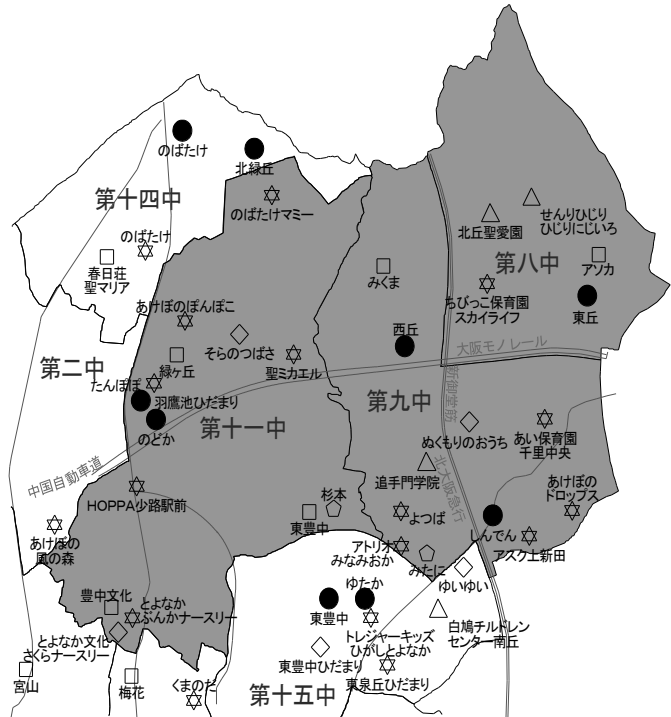 のばたけ
北緑丘
第十四中
のばたけマミー
せんりひじり
ひじりにじいろ
北丘聖愛園
のばたけ
第八中
アソカ
春日荘
聖マリア
みくま
ちびっこ保育園
スカイライフ
東丘
あけぼのぽんぽこ
西丘
大阪モノレール
そらのつばさ
聖ミカエル
第二中
緑ヶ丘
たんぽぽ
羽鷹池ひだまり
第九中
新御堂筋
のどか
第十一中
ぬくもりのおうち
あい保育園
千里中央
中国自動車道
追手門学院
北大阪急行
あけぼの
ドロップス
HOPPA少路駅前
杉本
東豊中
よつば
しんでん
あけぼの
風の森
アトリオ
みなみおか
みたに
アスク上新田
ゆたか
ゆいゆい
豊中文化
とよなか
ぶんかナースリー
東豊中
とよなか文化
さくらナースリー
トレジャーキッズ
ひがしとよなか
白鳩チルドレン
センター南丘
東豊中ひだまり
宮山
梅花
くまのだ
第十五中
東泉丘ひだまり